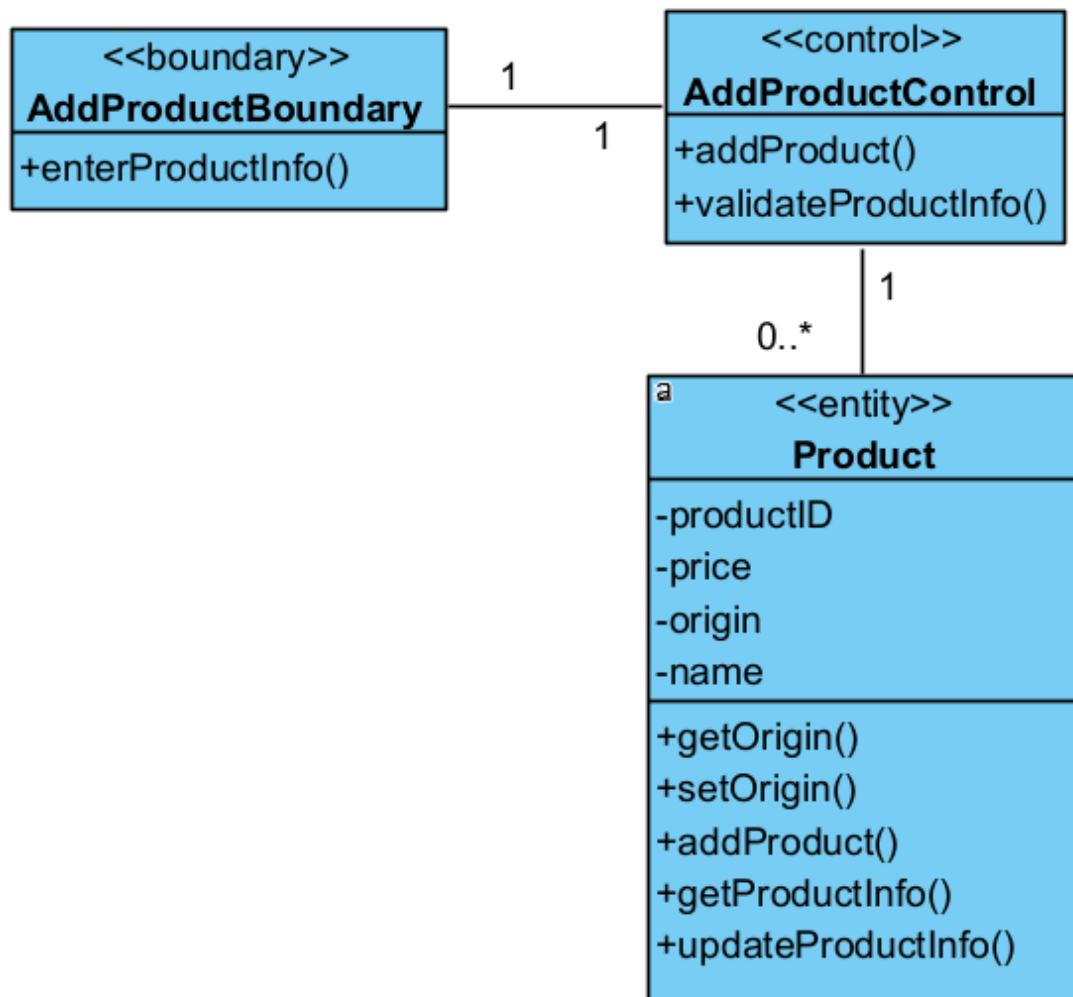 <<boundary>>
AddProductBoundary
+enterProductInfo()
1
1
<<control>>
AddProductControl
+addProduct()
+validateProductInfo()
1
0..*
a
<<entity>>
Product
-productID
-price
-origin
-name
+getOrigin()
+setOrigin()
+addProduct()
+getProductInfo()
+updateProductInfo()